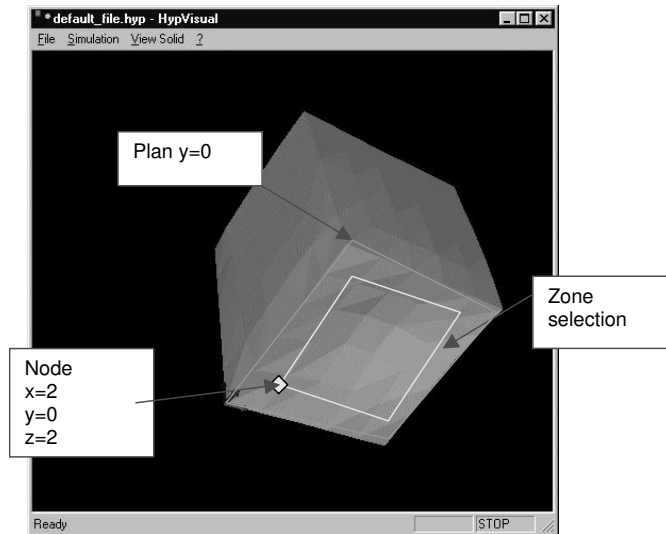 default_file.hyp - HypVisual
File Simulation View Solid ?
Plan y=0
Zone
selection
Node
x=2
y=0
z=2
Ready STOP